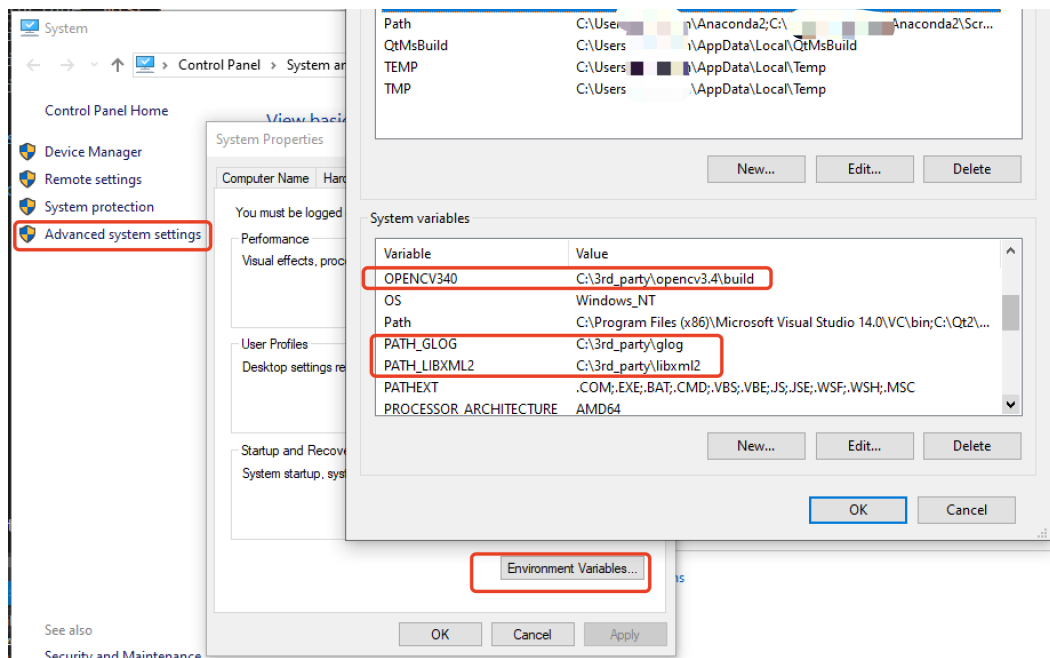 System
Control Panel > System ar
Control Panel Home
View basic
Device Manager
Remote settings
System protection
Advanced system settings
See also
Security and Maintenance
System Properties
Computer Name Hard
You must be logged
Performance
Visual effects, proce
User Profiles
Desktop settings re
Startup and Recove
System startup, syst
Environment Variables...
OK Cancel Apply
Path C:\User \Anaconda2;C:\ Anaconda2\Scr...
QtMsBuild C:\Users \AppData\Local\QtMsBuild
TEMP C:\Users \AppData\Local\Temp
TMP C:\Users \AppData\Local\Temp
New... Edit... Delete
System variables
Variable Value
OPENCV340 C:\3rd_party\opencv3.4\build
OS Windows_NT
Path C:\Program Files (x86)\Microsoft Visual Studio 14.0\VC\bin;C:\Qt2\...
PATH_GLOG C:\3rd_party\glog
PATH_LIBXML2 C:\3rd_party\libxml2
PATHEXT .COM;.EXE;.BAT;.CMD;.VBS;.VBE;.JS;.JSE;.WSF;.WSH;.MSC
PROCESSOR_ARCHITECTURE AMD64
New... Edit... Delete
OK Cancel